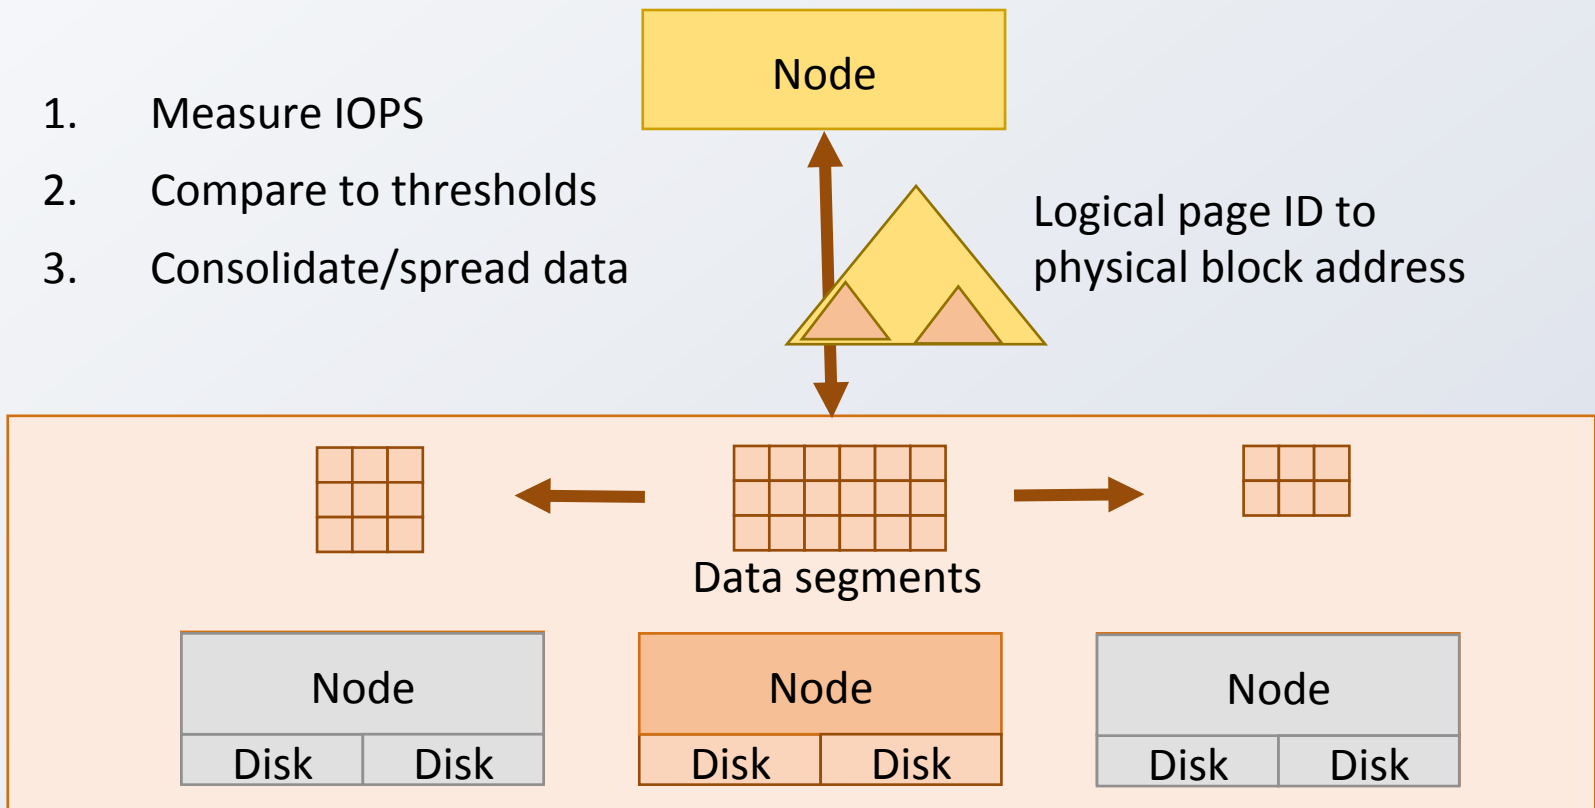 Node
1. Measure IOPS
2. Compare to thresholds
3. Consolidate/spread data
Logical page ID to
physical block address
Data segments
Node
Disk Disk
Node
Disk Disk
Node
Disk Disk